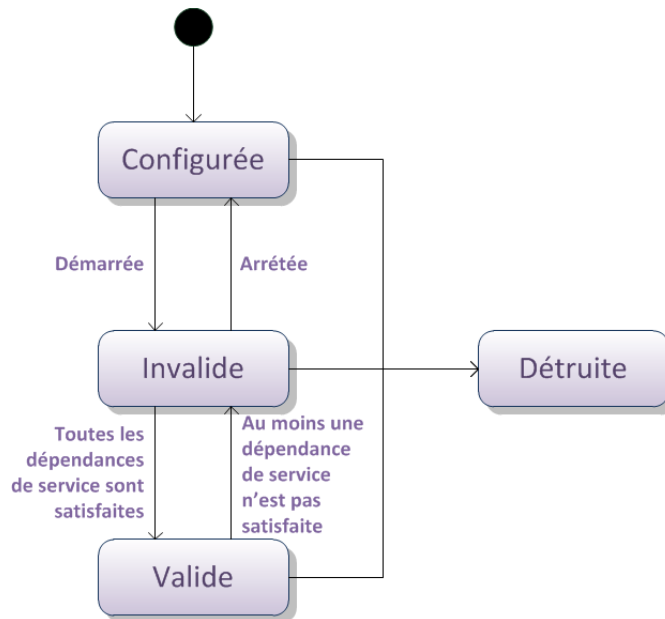 Configurée
Démarrée
Arrétée
Invalide
Détruite
Toutes les
dépendances
de service sont
satisfaites
Au moins une
dépendance
de service
n’est pas
satisfaite
Valide